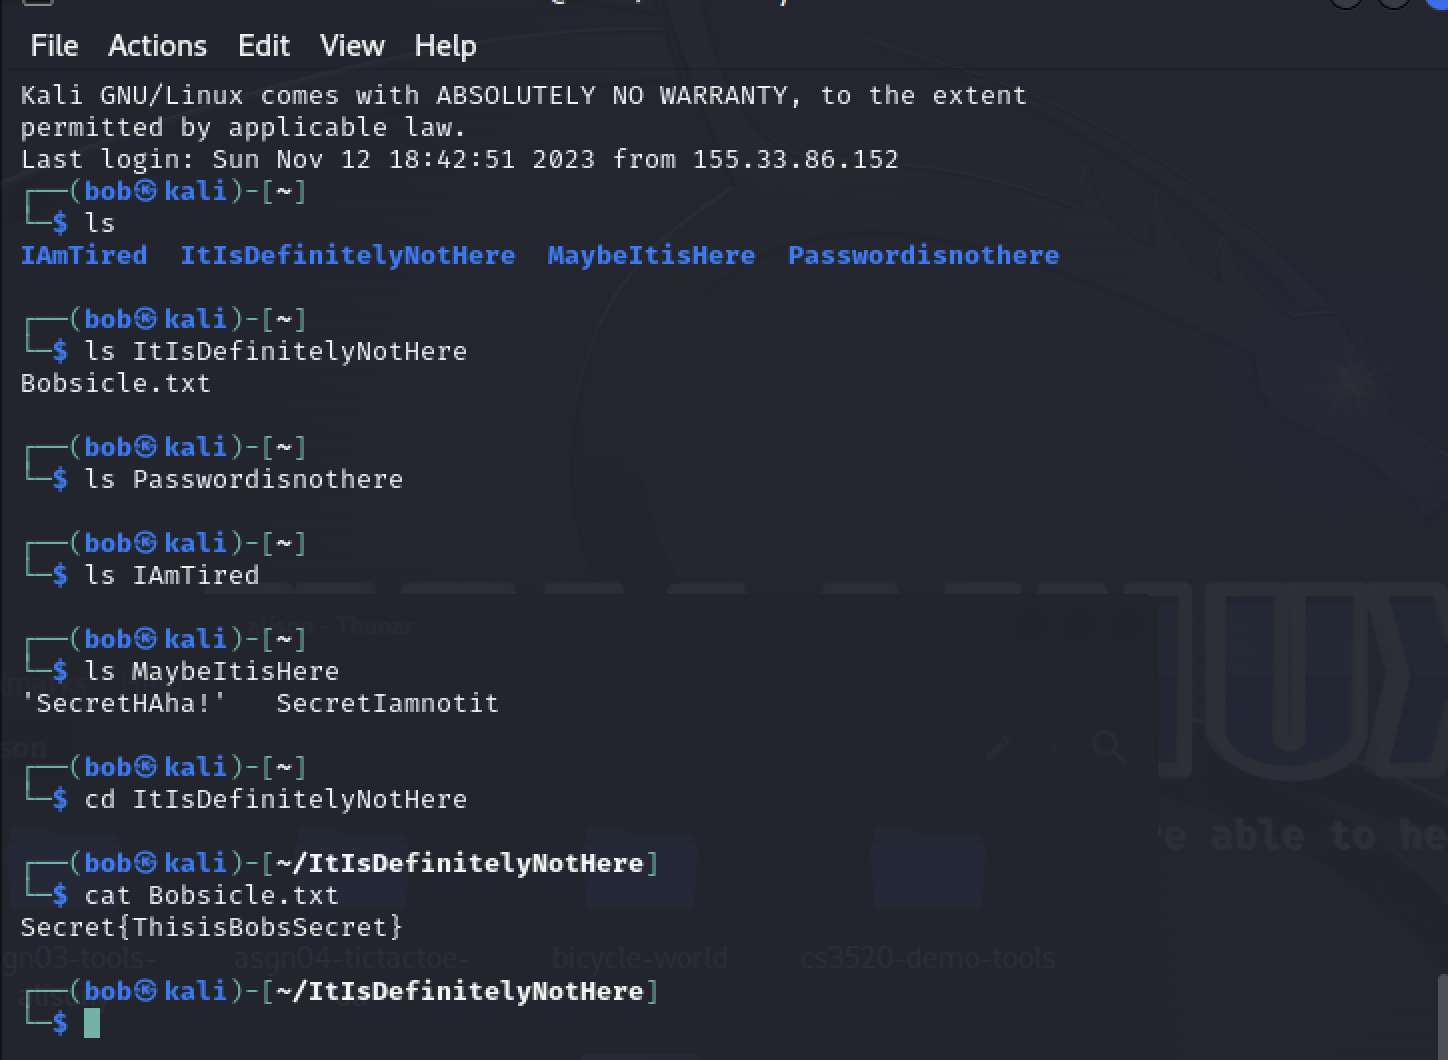 File Actions Edit View Help
Kali GNU/Linux comes with ABSOLUTELY NO WARRANTY, to the extent
permitted by applicable law.
Last login: Sun Nov 12 18:42:51 2023 from 155.33.86.152
┌──(bob㉿kali)-[~]
└─$ ls
IAmTired  ItIsDefinitelyNotHere  MaybeItisHere  Passwordisnothere
┌──(bob㉿kali)-[~]
└─$ ls ItIsDefinitelyNotHere
Bobsicle.txt
┌──(bob㉿kali)-[~]
└─$ ls Passwordisnothere
┌──(bob㉿kali)-[~]
└─$ ls IAmTired
alison - Thunar
┌──(bob㉿kali)-[~]
└─$ ls MaybeItisHere
'SecretHAha!'   SecretIamnotit
┌──(bob㉿kali)-[~]
└─$ cd ItIsDefinitelyNotHere
e able to he
┌──(bob㉿kali)-[~/ItIsDefinitelyNotHere]
└─$ cat Bobsicle.txt
Secret{ThisisBobsSecret}
gn03-tools- asgn04-tictactoe- bicycle-world cs3520-demo-tools
┌──(bob㉿kali)-[~/ItIsDefinitelyNotHere]
└─$